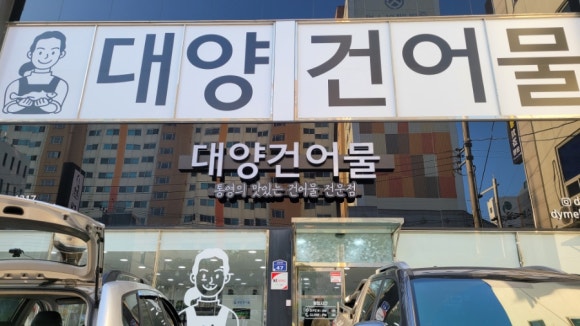 대양 건어물
대양건어물
통영의 맛있는 건어물 전문점
47